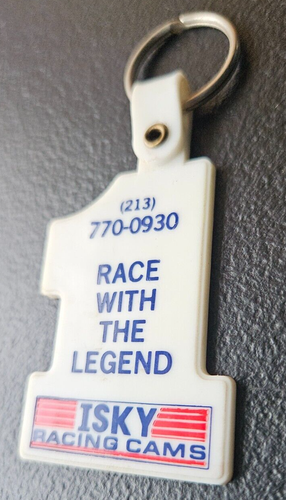 (213)
770-0930
RACE
WITH
THE
LEGEND
ISKY
RACING CAMS